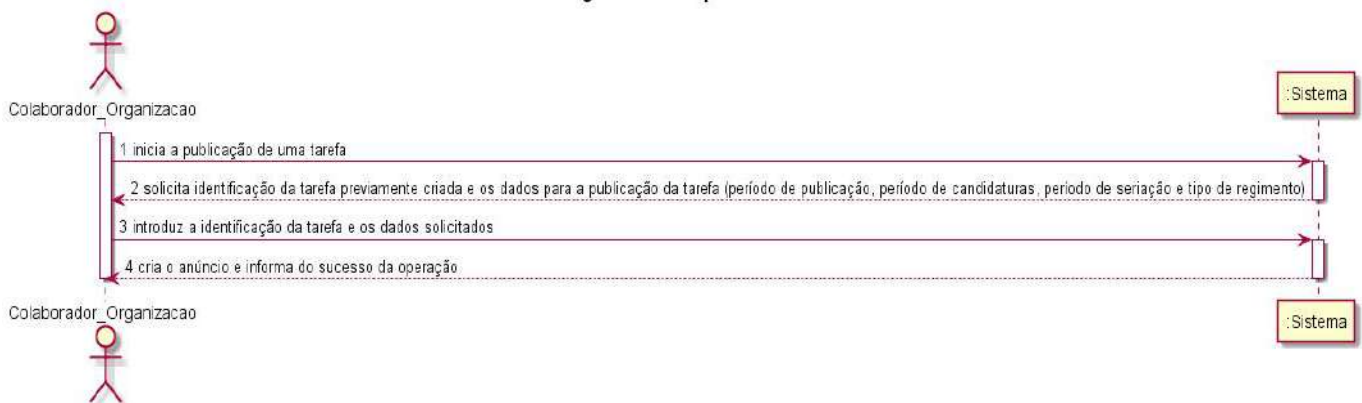 Colaborador_Organizacao
:Sistema
1 inicia a publicação de uma tarefa
2 solicita identificação da tarefa previamente criada e os dados para a publicação da tarefa (período de publicação, período de candidaturas, período de seriação e tipo de regimento)
3 introduz a identificação da tarefa e os dados solicitados
4 cria o anúncio e informa do sucesso da operação
Colaborador_Organizacao
:Sistema